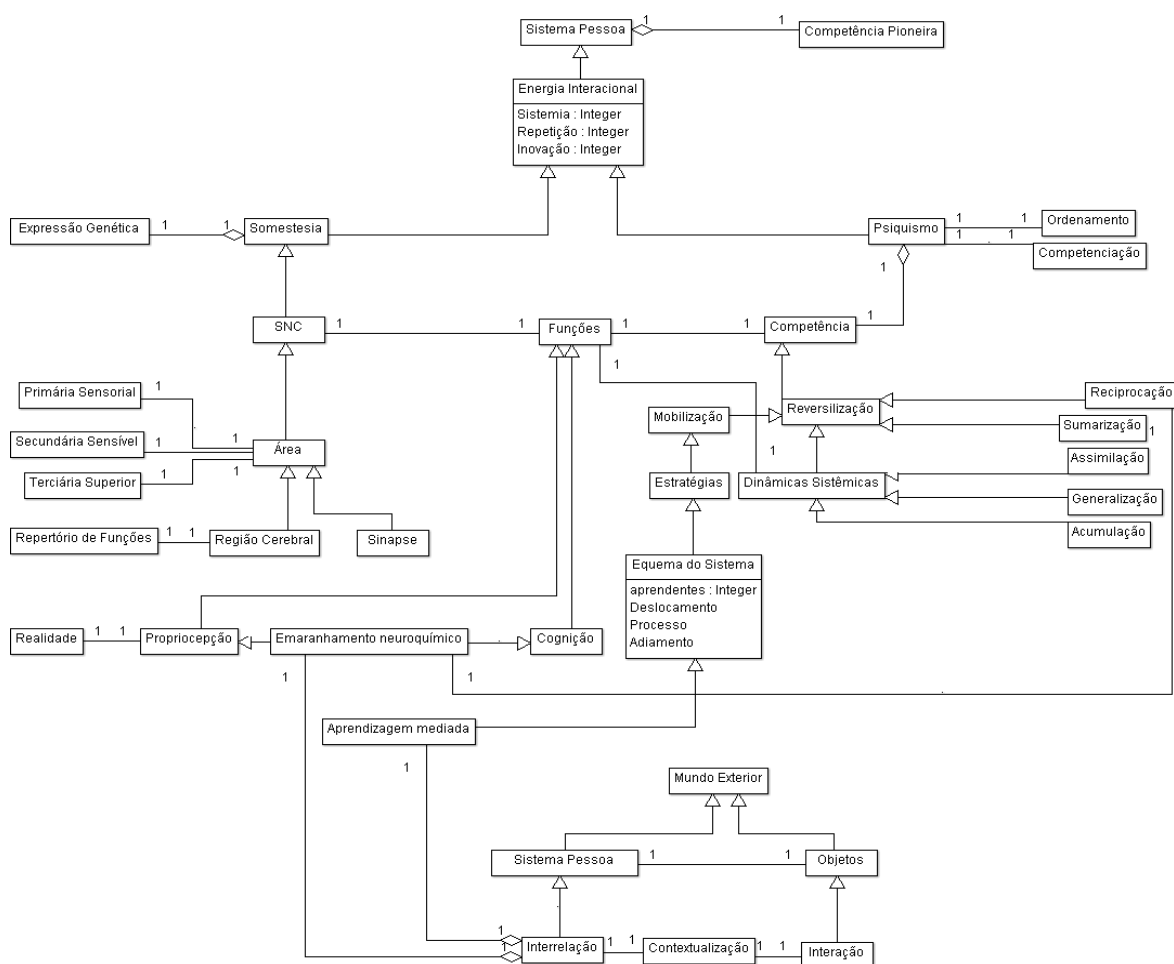 Sistema Pessoa
1
1
Competência Pioneira
Energia Interacional
Sistemia : Integer
Repetição : Integer
Inovação : Integer
Expressão Genética
1
1
Somestesia
Psiquismo
1
1
Ordenamento
1
1
Competenciação
1
SNC
1
1
Funções
1
1
Competência
1
1
Primária Sensorial
1
Reciprocação
Mobilização
Reversilização
Sumarização
1
Secundária Sensível
1
1
Área
1
Assimilação
Terciária Superior
1
1
Estratégias
Dinâmicas Sistêmicas
Generalização
Repertório de Funções
1
1
Região Cerebral
Sinapse
Acumulação
Equema do Sistema
aprendentes : Integer
Deslocamento
Processo
Adiamento
Realidade
1
1
Propriocepção
Emaranhamento neuroquímico
Cognição
1
1
Aprendizagem mediada
1
Mundo Exterior
Sistema Pessoa
1
1
Objetos
1
1
Interrelação
1
1
Contextualização
1
1
Interação